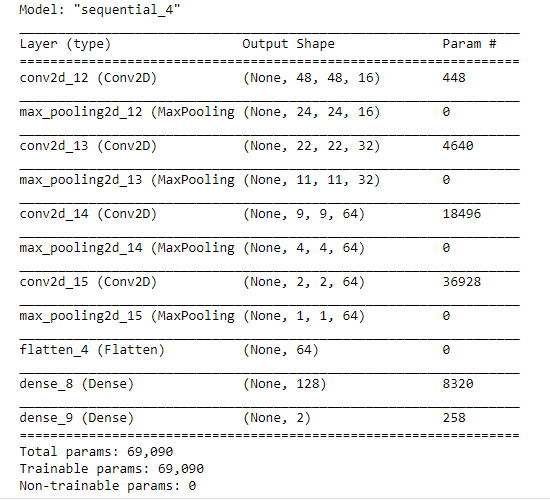 Model: "sequential_4"
Layer (type) Output Shape Param #
conv2d_12 (Conv2D) (None, 48, 48, 16) 448
max_pooling2d_12 (MaxPooling (None, 24, 24, 16) 0
conv2d_13 (Conv2D) (None, 22, 22, 32) 4640
max_pooling2d_13 (MaxPooling (None, 11, 11, 32) 0
conv2d_14 (Conv2D) (None, 9, 9, 64) 18496
max_pooling2d_14 (MaxPooling (None, 4, 4, 64) 0
conv2d_15 (Conv2D) (None, 2, 2, 64) 36928
max_pooling2d_15 (MaxPooling (None, 1, 1, 64) 0
flatten_4 (Flatten) (None, 64) 0
dense_8 (Dense) (None, 128) 8320
dense_9 (Dense) (None, 2) 258
Total params: 69,090
Trainable params: 69,090
Non-trainable params: 0